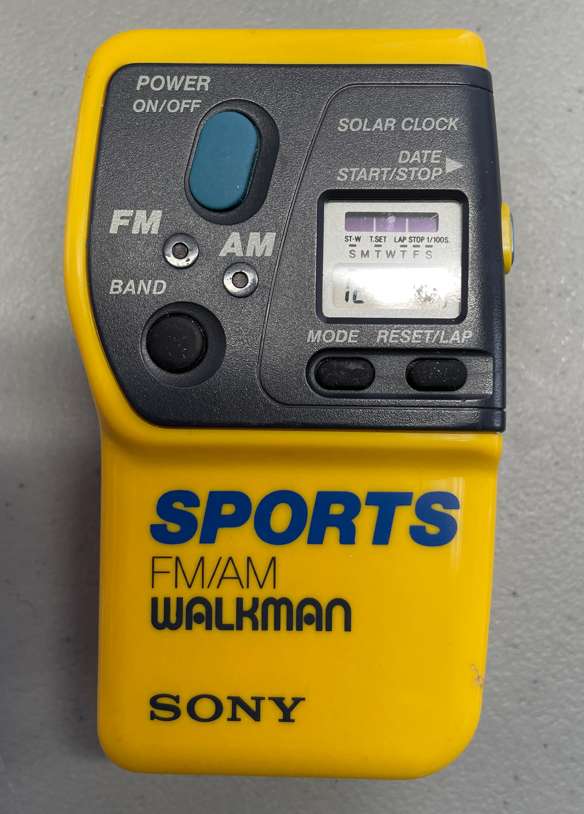 POWER
ON/OFF
SOLAR CLOCK
DATE
START/STOP
FM
AM
ST·W T.SET LAP STOP 1/100S.
S M T W T F S
BAND
MODE RESET/LAP
SPORTS
FM/AM
WALKMAN
SONY